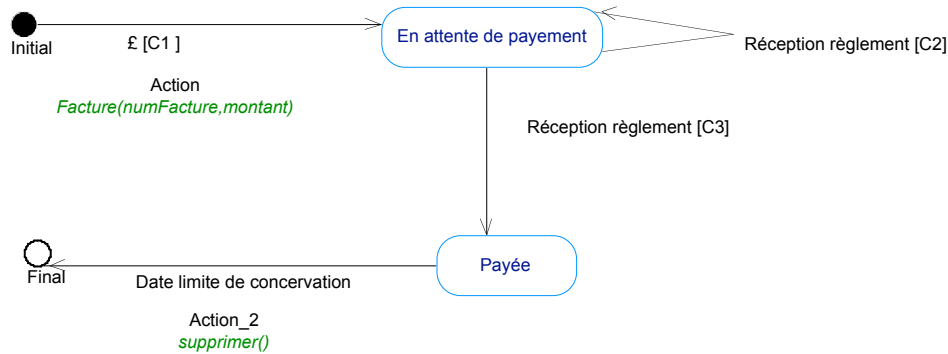 Initial
£ [C1 ]
En attente de payement
Réception règlement [C2]
Action
Facture(numFacture,montant)
Réception règlement [C3]
Final
Date limite de concervation
Payée
Action_2
supprimer()